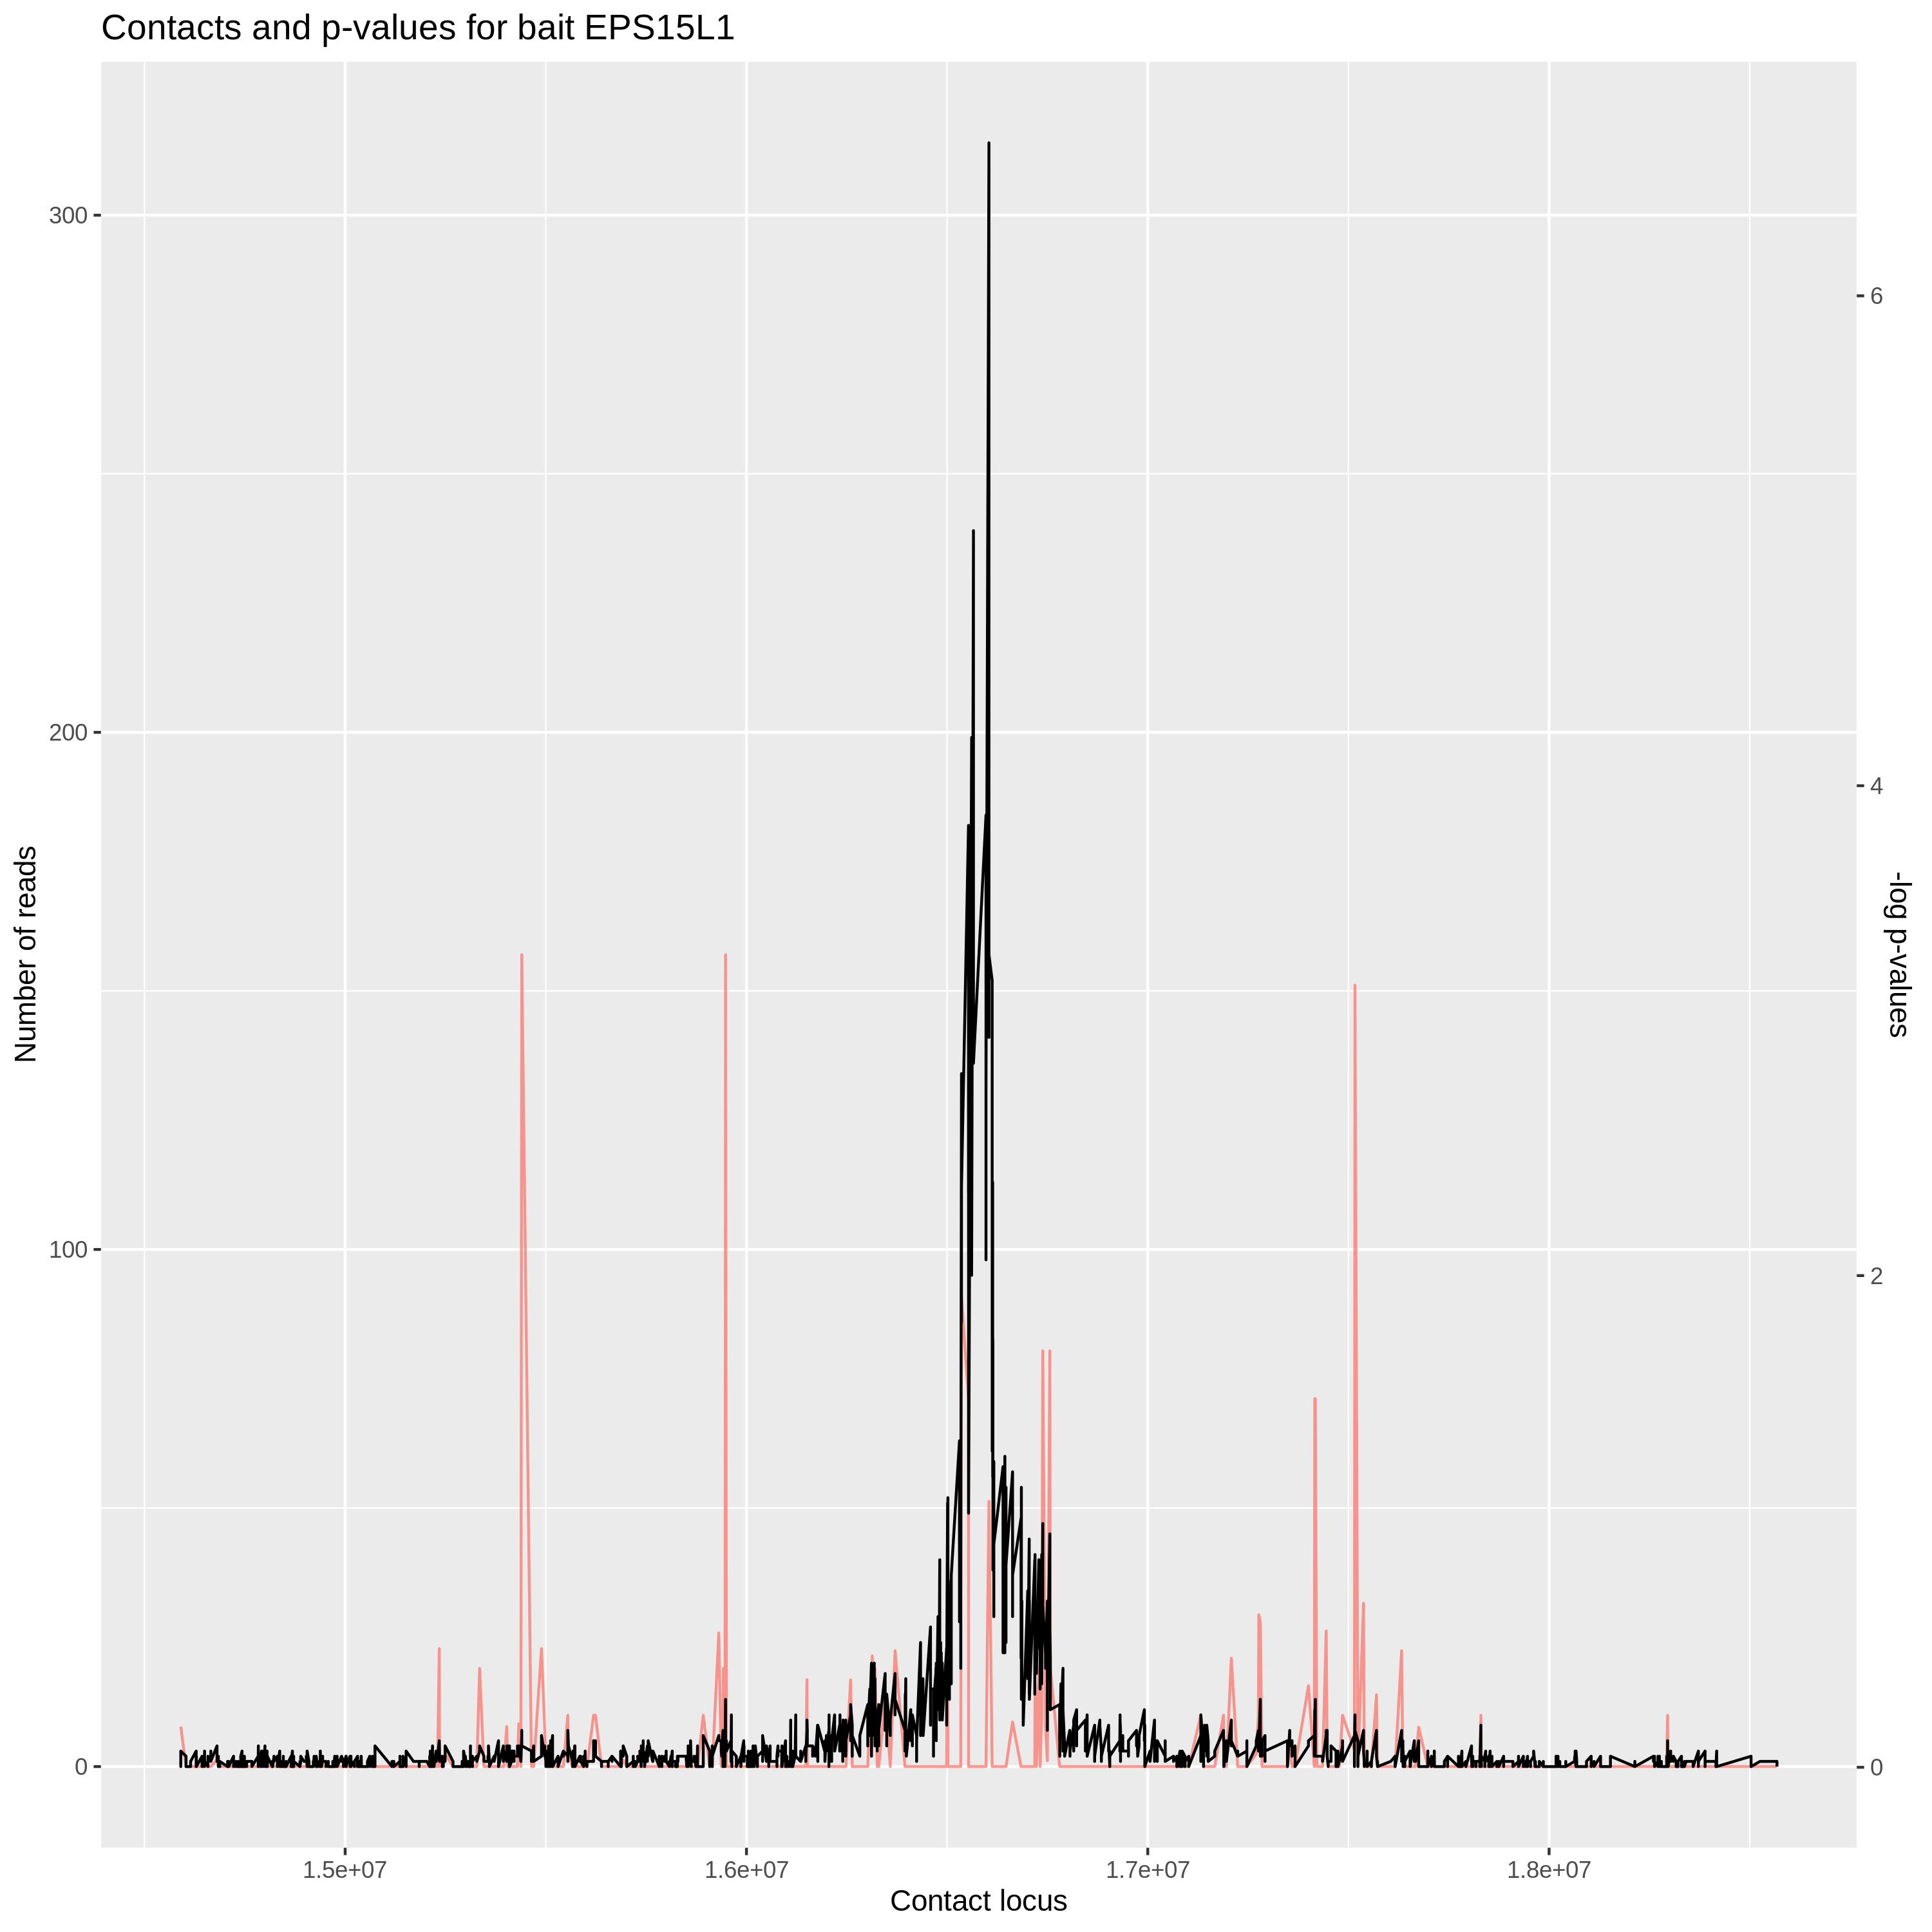 Contacts and p-values for bait EPS15L1
Number of reads
300
200
100
0
6
4
2
0
-log p-values
1.5e+07
1.6e+07
1.7e+07
1.8e+07
Contact locus